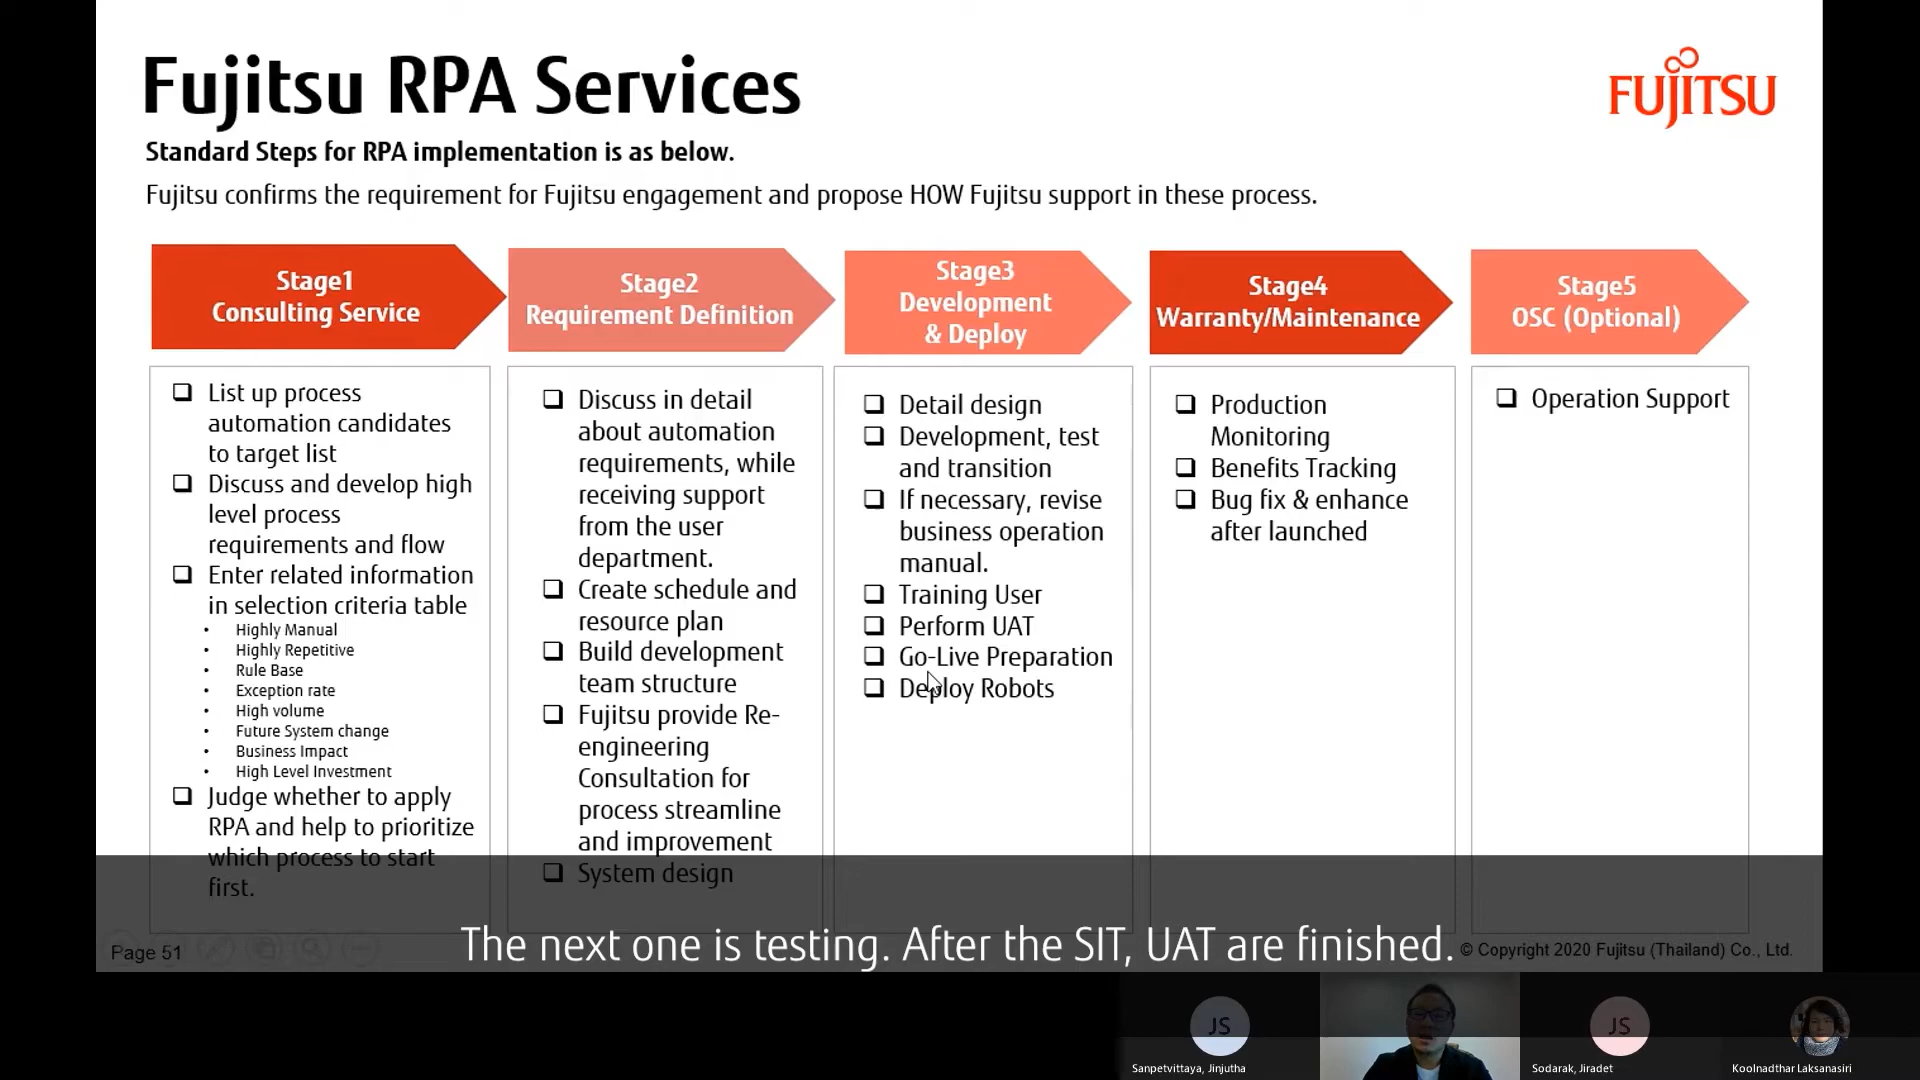 Fujitsu RPA Services
FUJITSU
Standard Steps for RPA implementation is as below.
Fujitsu confirms the requirement for Fujitsu engagement and propose HOW Fujitsu support in these process.
Stage1
Consulting Service
List up process
automation candidates
to target list
Discuss and develop high
level process
requirements and flow
Enter related information
in selection criteria table
• Highly Manual
• Highly Repetitive
• Rule Base
• Exception rate
• High volume
• Future System change
• Business Impact
• High Level Investment
Judge whether to apply
RPA and help to prioritize
which process to start
first.
Stage2
Requirement Definition
Discuss in detail
about automation
requirements, while
receiving support
from the user
department.
Create schedule and
resource plan
Build development
team structure
Fujitsu provide Re-
engineering
Consultation for
process streamline
and improvement
System design
Stage3
Development
& Deploy
Detail design
Development, test
and transition
If necessary, revise
business operation
manual.
Training User
Perform UAT
Go-Live Preparation
Deploy Robots
Stage4
Warranty/Maintenance
Production
Monitoring
Benefits Tracking
Bug fix & enhance
after launched
Stage5
OSC (Optional)
Operation Support
Page 51
The next one is testing. After the SIT, UAT are finished.
© Copyright 2020 Fujitsu (Thailand) Co., Ltd.
JS
Sanpetvittaya, Jinjutha
JS
Sodarak, Jiradet
Koolnadthar Laksanasiri